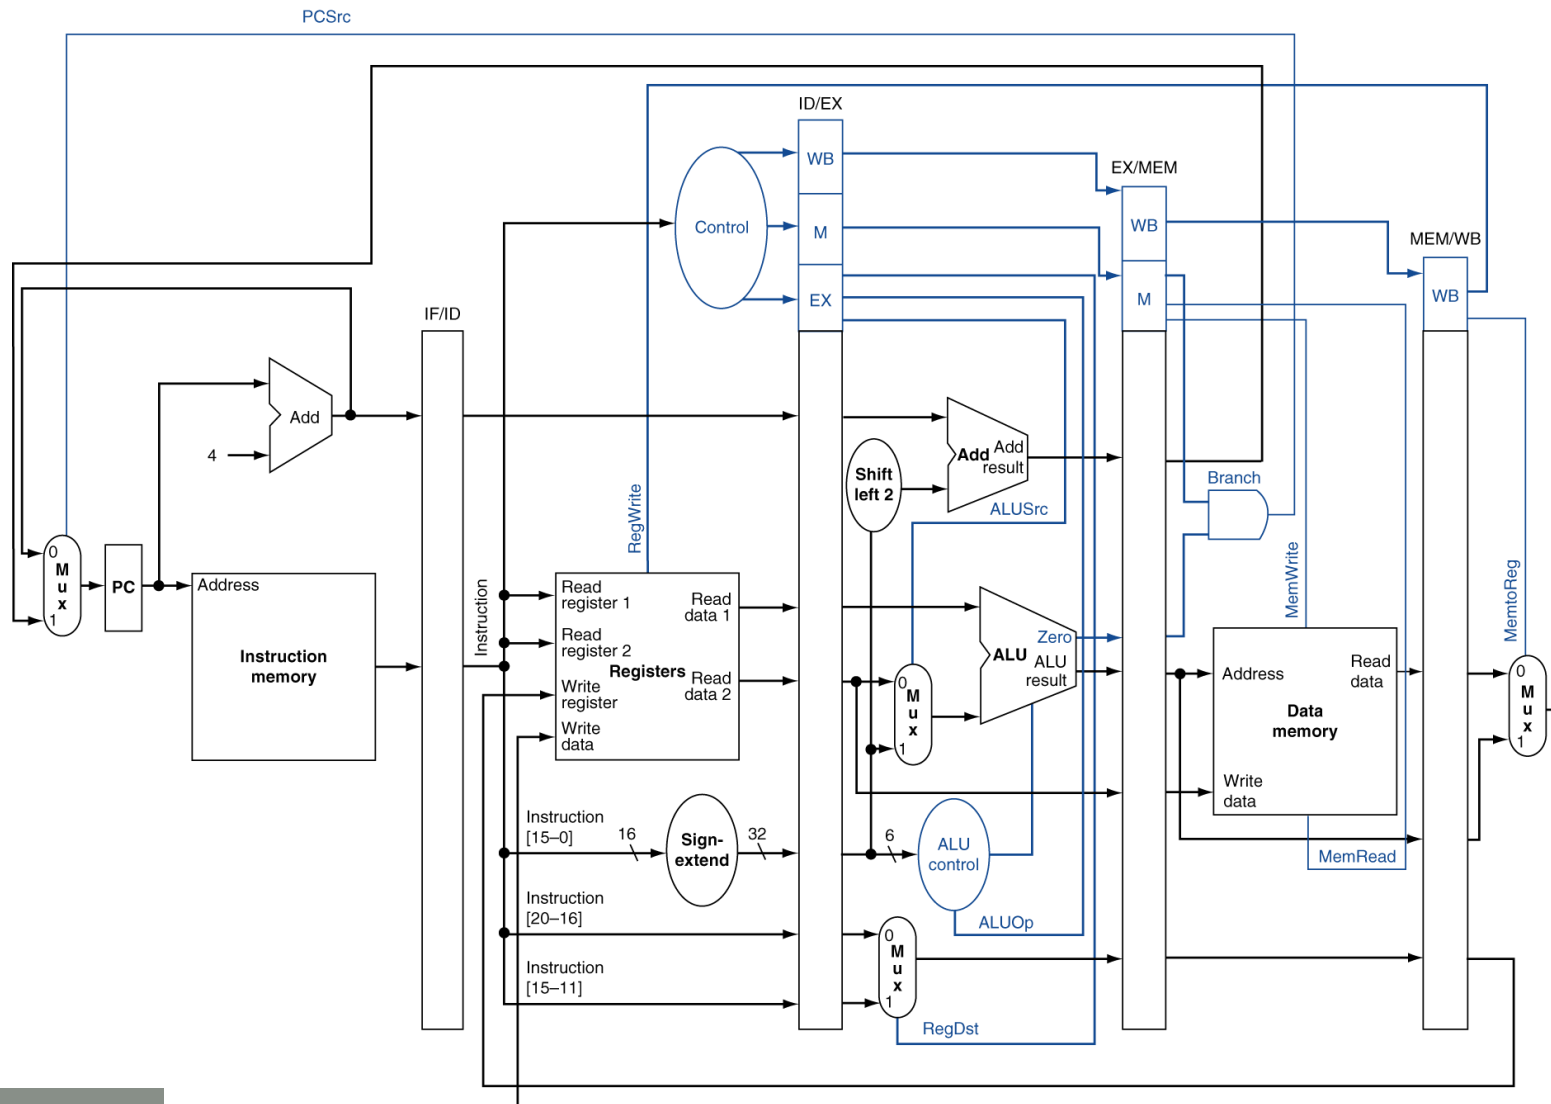 PCSrc
ID/EX
WB
EX/MEM
Control
M
WB
MEM/WB
EX
M
WB
IF/ID
Add
4
Add
Add
result
Shift
left 2
Branch
ALUSrc
RegWrite
MemWrite
MemtoReg
0
M
u
x
1
PC
Address
Instruction
memory
Instruction
Read
register 1
Read
register 2
Write
register
Write
data
Registers
Read
data 1
Read
data 2
0
M
u
x
1
Zero
ALU
ALU
result
Address
Read
data
Data
memory
Write
data
0
M
u
x
1
Instruction
[15–0]
16
Sign-
extend
32
6
ALU
control
MemRead
Instruction
[20–16]
ALUOp
0
M
u
x
1
Instruction
[15–11]
RegDst